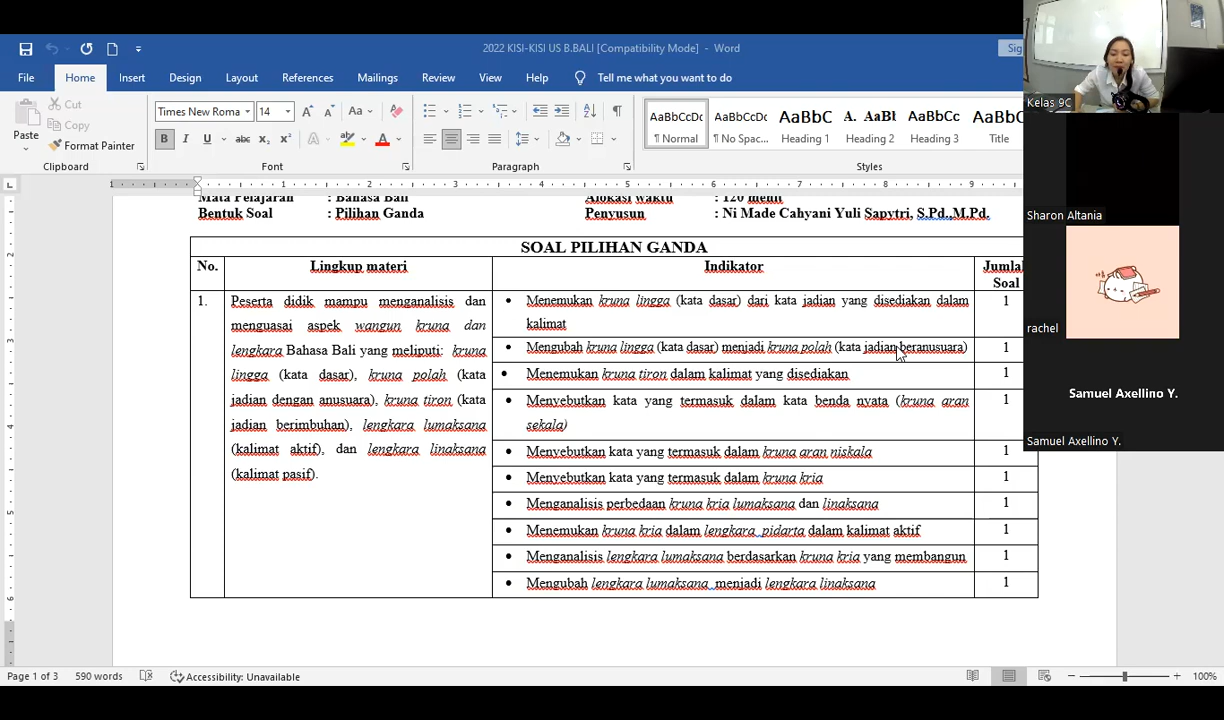 2022 KISI-KISI US B.BALI [Compatibility Mode] - Word
Sig
File Home Insert Design Layout References Mailings Review View Help Tell me what you want to do
Paste
Cut
Copy
Format Painter
Clipboard
Times New Roma 14
Font
Paragraph
AaBbCcDc AaBbCcDc AaBbC A. AaBl AaBbCc AaBbC
¶ Normal ¶ No Spac... Heading 1 Heading 2 Heading 3 Title
Styles
Mata Pelajaran : Bahasa Bali Alokasi waktu : 120 menit
Bentuk Soal : Pilihan Ganda Penyusun : Ni Made Cahyani Yuli Sapytri, S.Pd.,M.Pd.
SOAL PILIHAN GANDA
No. Lingkup materi Indikator Jumlah
Soal
1. Peserta didik mampu menganalisis dan
menguasai aspek wangun kruna dan
lengkara Bahasa Bali yang meliputi: kruna
lingga (kata dasar), kruna polah (kata
jadian dengan anusuara), kruna tiron (kata
jadian berimbuhan), lengkara lumaksana
(kalimat aktif), dan lengkara linaksana
(kalimat pasif).
• Menemukan kruna lingga (kata dasar) dari kata jadian yang disediakan dalam 1
kalimat
• Mengubah kruna lingga (kata dasar) menjadi kruna polah (kata jadian beranusuara) 1
• Menemukan kruna tiron dalam kalimat yang disediakan 1
• Menyebutkan kata yang termasuk dalam kata benda nyata (kruna aran 1
sekala)
• Menyebutkan kata yang termasuk dalam kruna aran niskala 1
• Menyebutkan kata yang termasuk dalam kruna kria 1
• Menganalisis perbedaan kruna kria lumaksana dan linaksana 1
• Menemukan kruna kria dalam lengkara pidarta dalam kalimat aktif 1
• Menganalisis lengkara lumaksana berdasarkan kruna kria yang membangun 1
• Mengubah lengkara lumaksana menjadi lengkara linaksana 1
Kelas 9C
Sharon Altania
rachel
Samuel Axellino Y.
Samuel Axellino Y.
Page 1 of 3 590 words Accessibility: Unavailable 100%